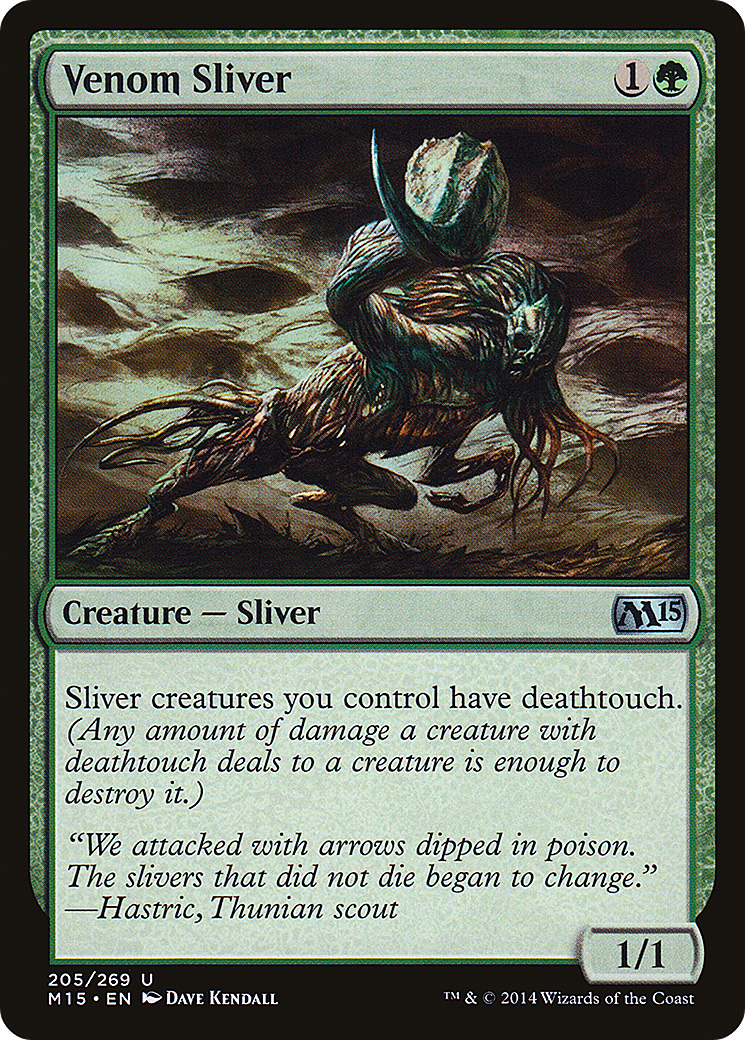 Venom Sliver
1
Creature — Sliver
M15
Sliver creatures you control have deathtouch.
(Any amount of damage a creature with
deathtouch deals to a creature is enough to
destroy it.)
“We attacked with arrows dipped in poison.
The slivers that did not die began to change.”
—Hastric, Thunian scout
1/1
205/269 U
M15 • EN DAVE KENDALL
™ & © 2014 Wizards of the Coast